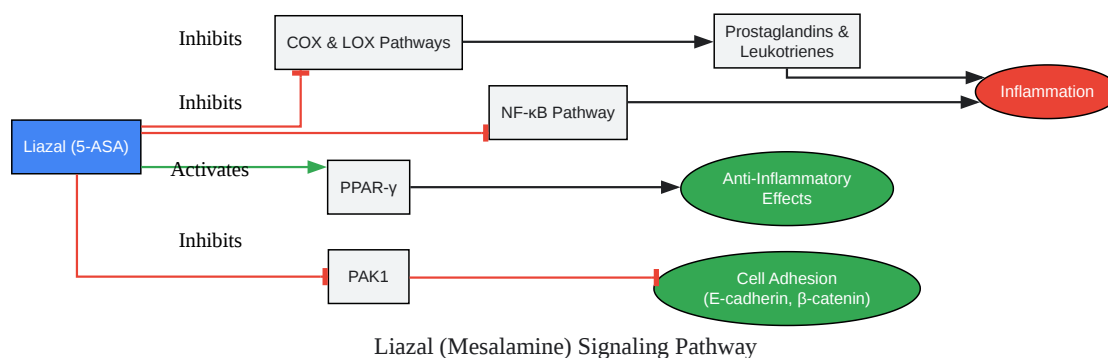 Inhibits
COX & LOX Pathways
Prostaglandins &
Leukotrienes
Inflammation
Inhibits
NF-κB Pathway
Liazal (5-ASA)
Activates
PPAR-γ
Anti-Inflammatory
Effects
Inhibits
PAK1
Cell Adhesion
(E-cadherin, β-catenin)
Liazal (Mesalamine) Signaling Pathway